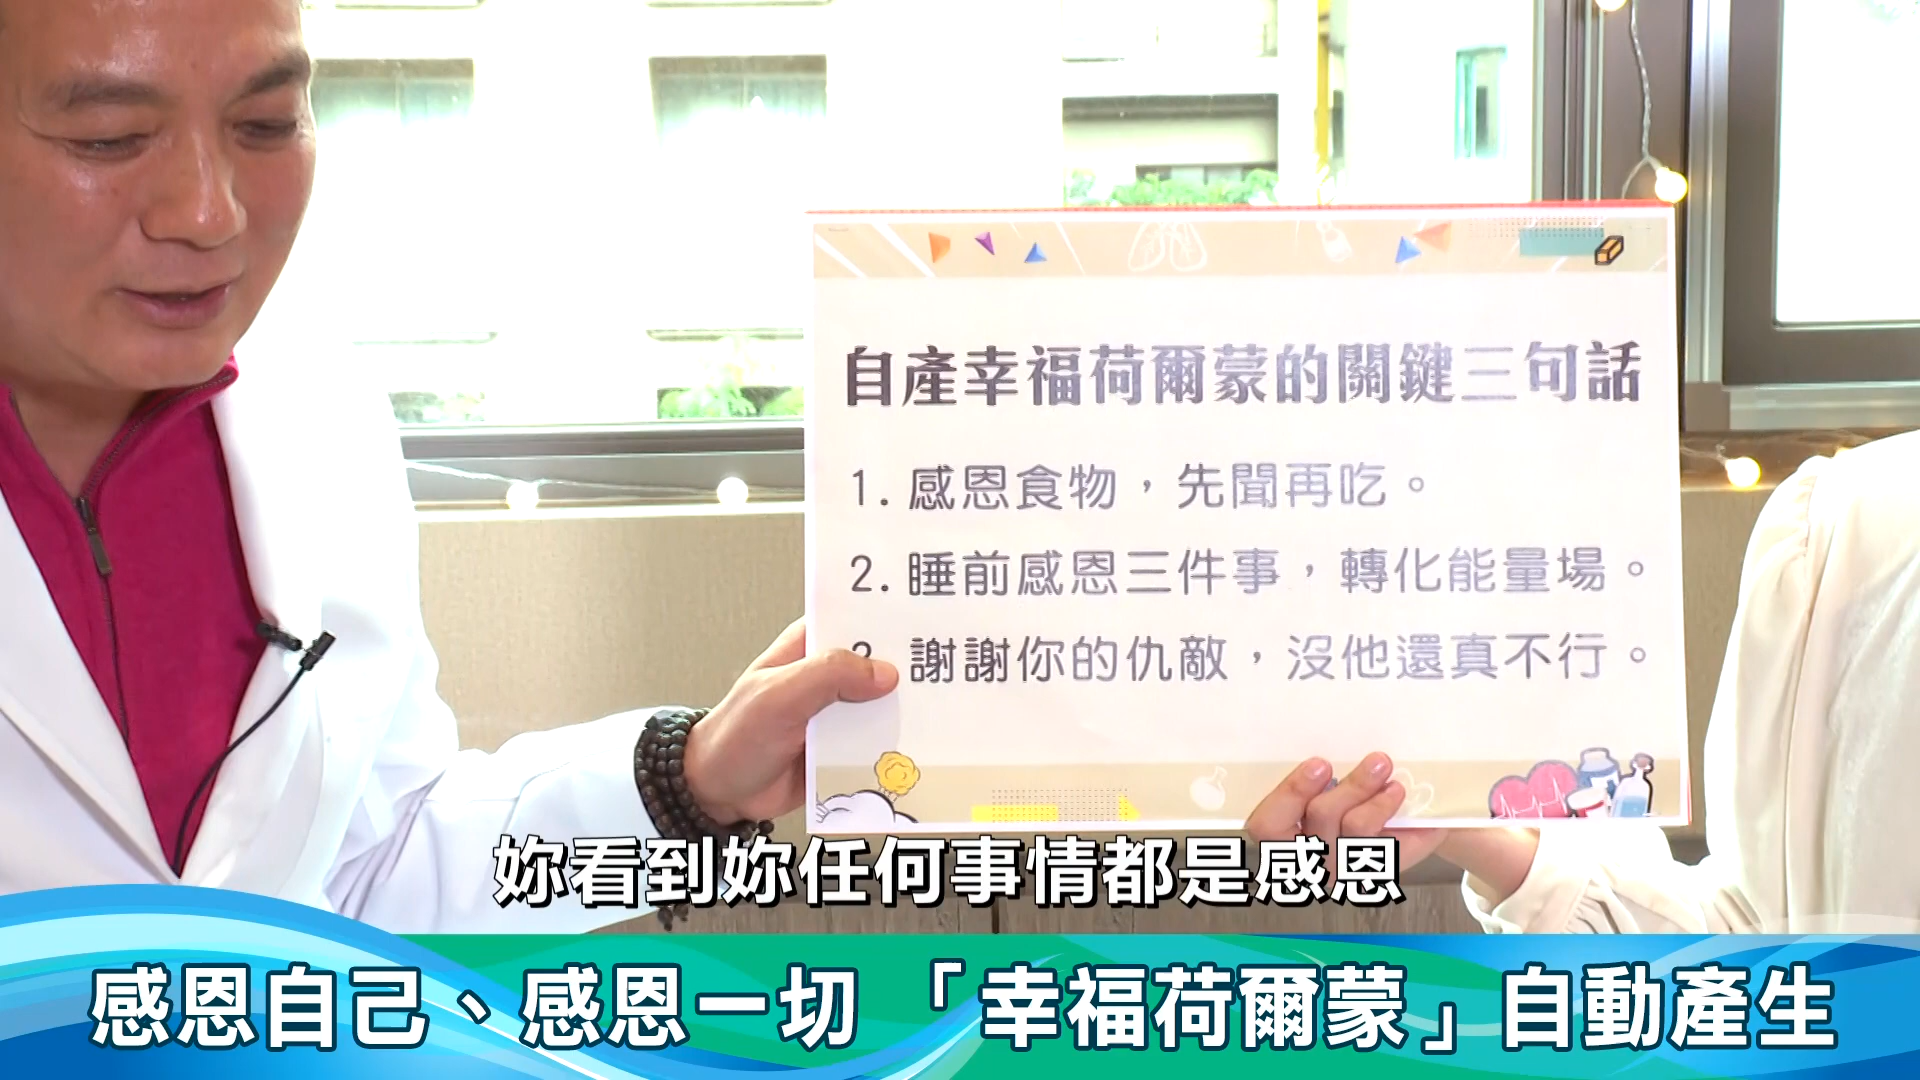 自產幸福荷爾蒙的關鍵三句話
1. 感恩食物，先聞再吃。
2. 睡前感恩三件事，轉化能量場。
3. 謝謝你的仇敵，沒他還真不行。
妳看到妳任何事情都是感恩
感恩自己、感恩一切「幸福荷爾蒙」自動產生